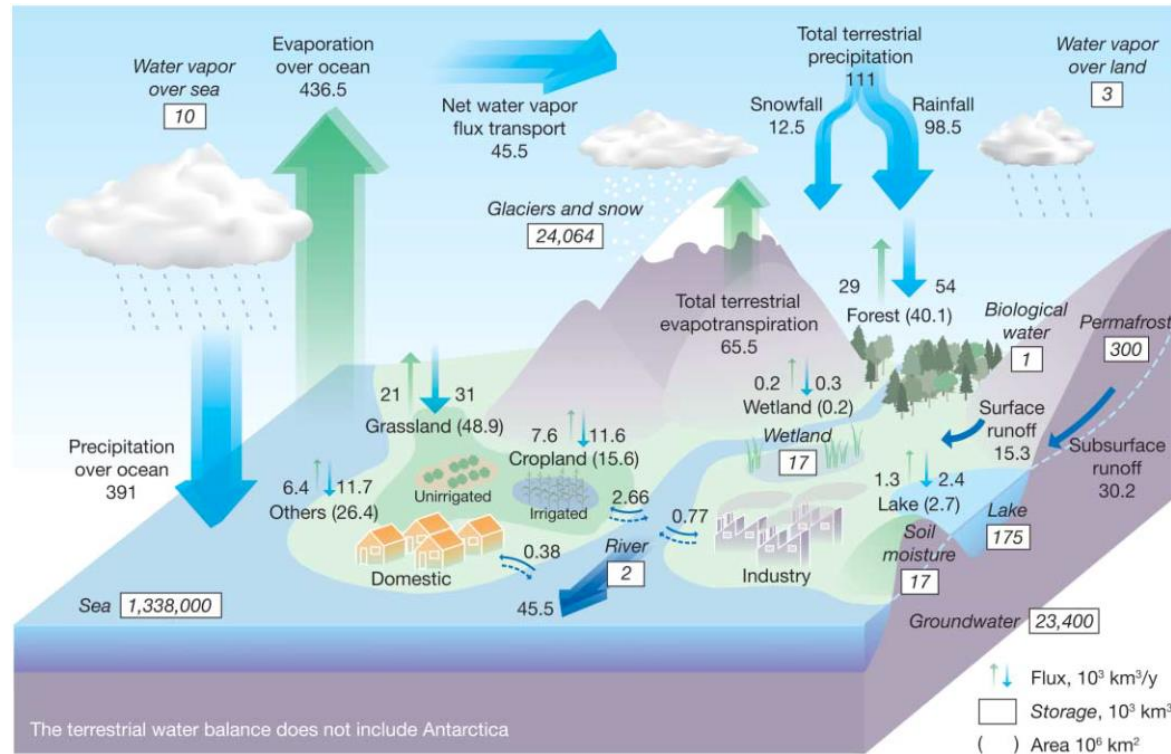 Water vapor
over sea
10
Evaporation
over ocean
436.5
Net water vapor
flux transport
45.5
Total terrestrial
precipitation
111
Snowfall
12.5
Rainfall
98.5
Water vapor
over land
3
Glaciers and snow
24,064
Total terrestrial
evapotranspiration
65.5
29 54
Forest (40.1)
Biological
water
1
Permafrost
300
Precipitation
over ocean
391
21 31
Grassland (48.9)
7.6 11.6
Cropland (15.6)
0.2 0.3
Wetland (0.2)
Wetland
17
Surface
runoff
15.3
Subsurface
runoff
30.2
6.4 11.7
Others (26.4)
Unirrigated
Irrigated
2.66
0.77
1.3 2.4
Lake (2.7)
Lake
175
Soil
moisture
17
Domestic
0.38
River
2
Industry
45.5
Sea 1,338,000
Groundwater 23,400
The terrestrial water balance does not include Antarctica
Flux, 10³ km³/y
Storage, 10³ km³
( ) Area 10⁶ km²